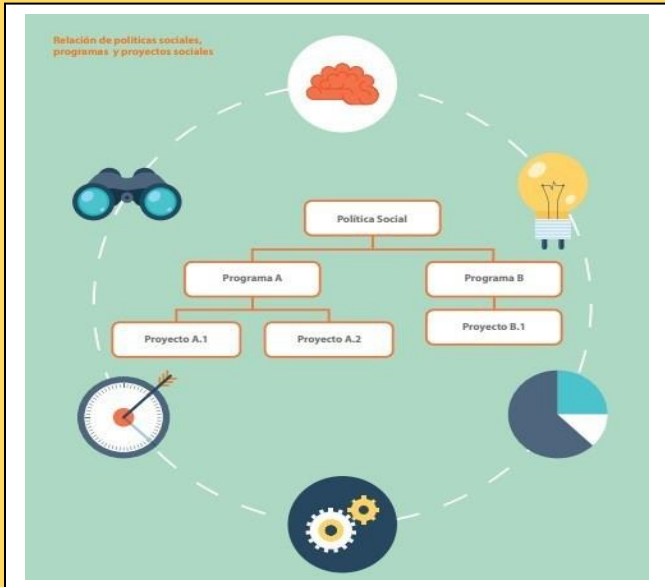 Relación de políticas sociales,
programas y proyectos sociales
Política Social
Programa A
Programa B
Proyecto A.1
Proyecto A.2
Proyecto B.1